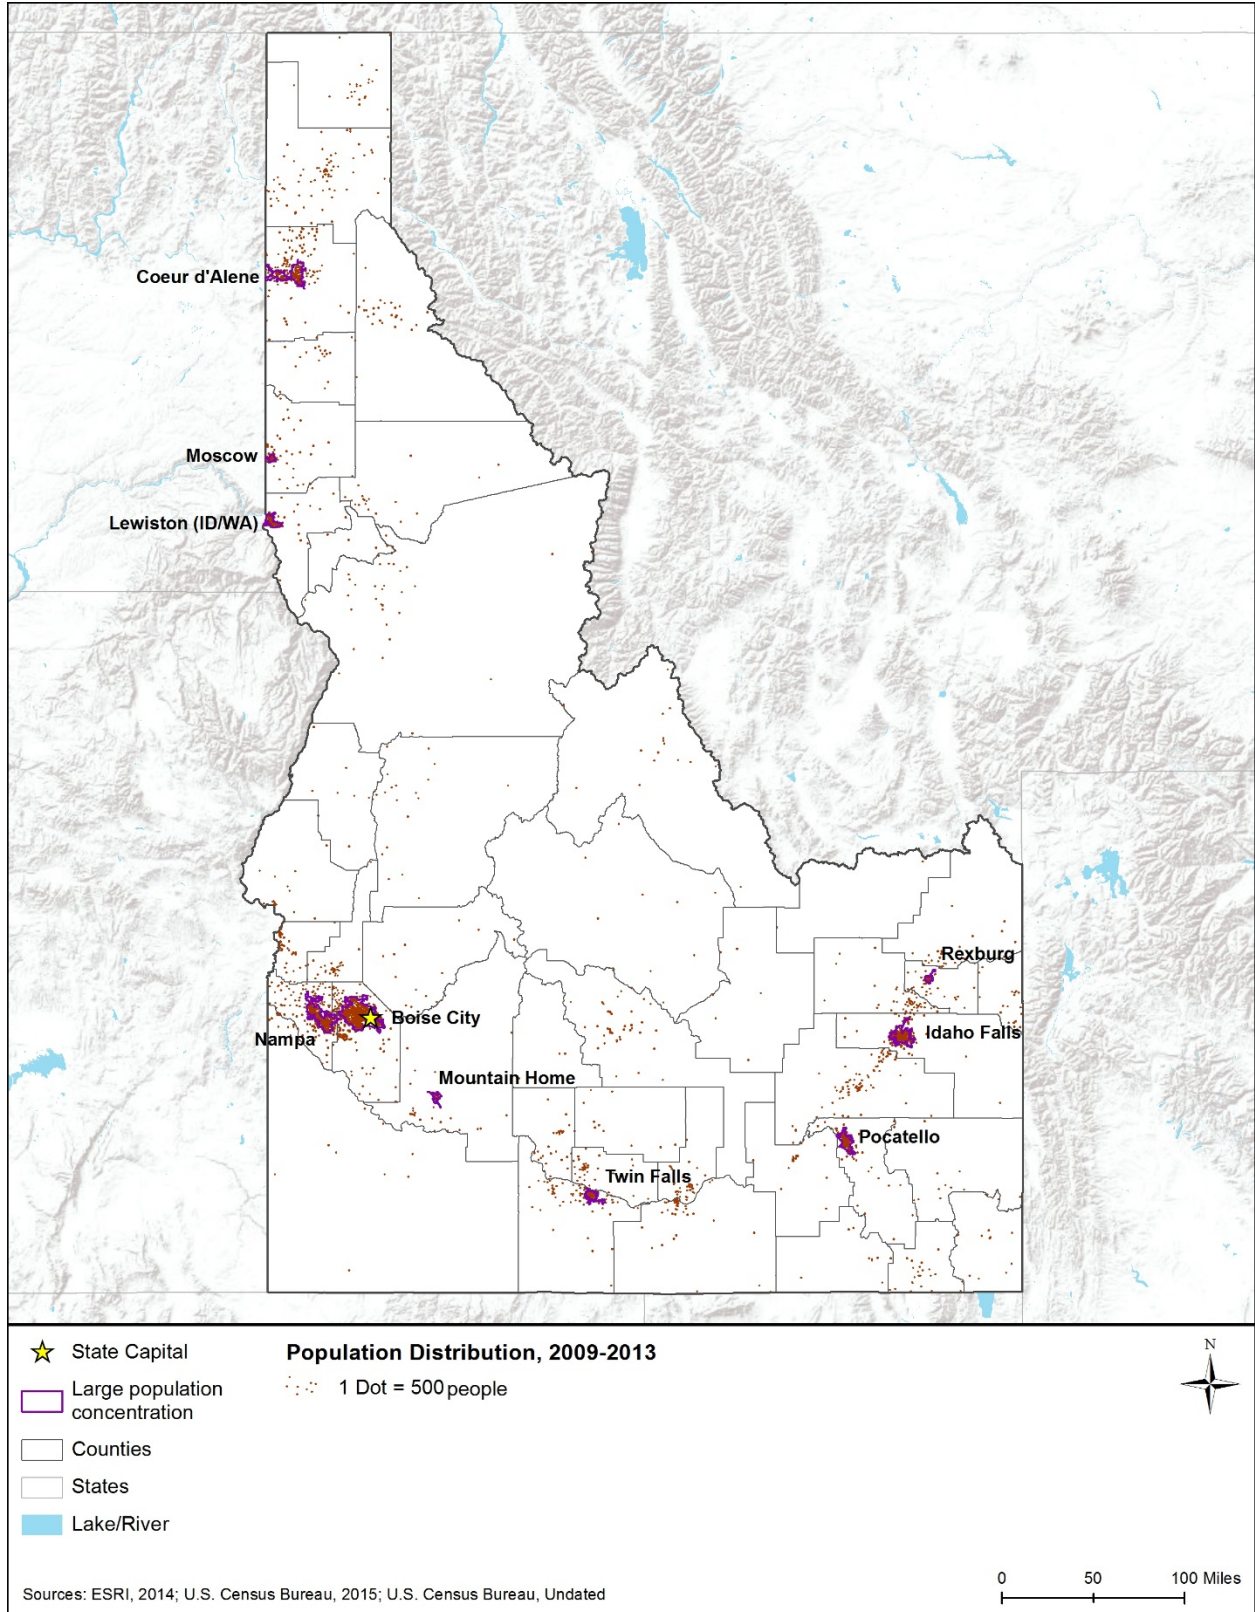 Coeur d'Alene
Moscow
Lewiston (ID/WA)
Rexburg
Boise City
Nampa
Idaho Falls
Mountain Home
Pocatello
Twin Falls
State Capital
Large population
concentration
Counties
States
Lake/River
Population Distribution, 2009-2013
1 Dot = 500 people
N
0 50 100 Miles
Sources: ESRI, 2014; U.S. Census Bureau, 2015; U.S. Census Bureau, Undated